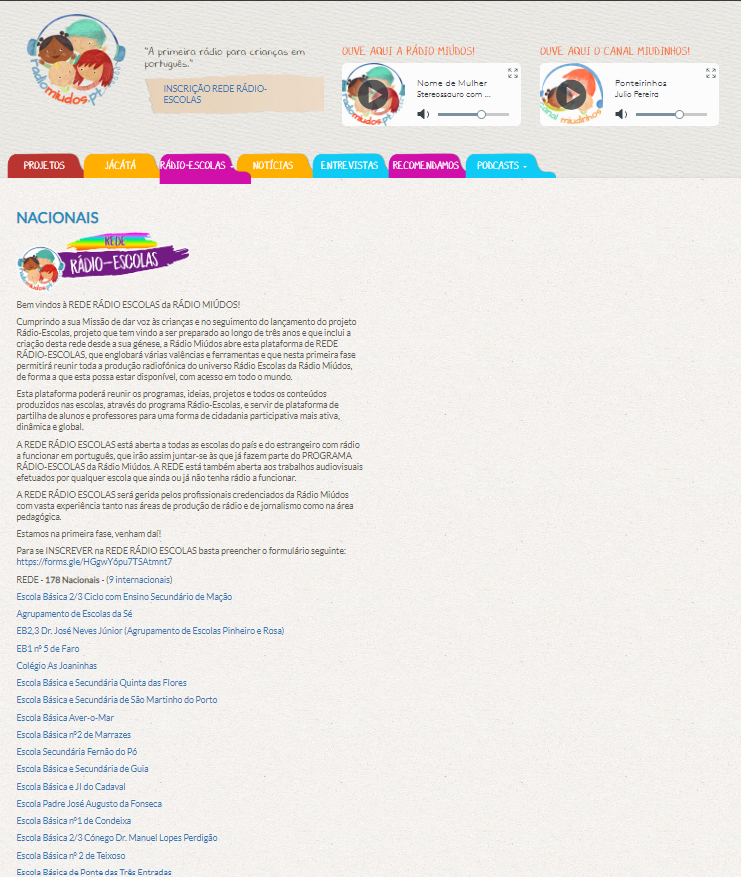 radiomiudos.pt
"A primeira rádio para crianças em
português."
INSCRIÇÃO REDE RÁDIO-
ESCOLAS
OUVE AQUI A RÁDIO MIÚDOS!
Nome de Mulher
Stereossauro com ...
radiomiudos.pt
OUVE AQUI O CANAL MIUDINHOS!
Ponteirinhos
Julio Pereira
canal miudinhos
PROJETOS
JÁCÁTÁ
RÁDIO-ESCOLAS
NOTÍCIAS
ENTREVISTAS
RECOMENDAMOS
PODCASTS
NACIONAIS
REDE
RÁDIO-ESCOLAS
radiomiudos.pt
Bem vindos à REDE RÁDIO ESCOLAS da RÁDIO MIÚDOS!
Cumprindo a sua Missão de dar voz às crianças e no seguimento do lançamento do projeto
Rádio-Escolas, projeto que tem vindo a ser preparado ao longo de três anos e que inclui a
criação desta rede desde a sua génese, a Rádio Miúdos abre esta plataforma de REDE
RÁDIO-ESCOLAS, que englobará várias valências e ferramentas e que nesta primeira fase
permitirá reunir toda a produção radiofónica do universo Rádio Escolas da Rádio Miúdos,
de forma a que esta possa estar disponível, com acesso em todo o mundo.
Esta plataforma poderá reunir os programas, ideias, projetos e todos os conteúdos
produzidos nas escolas, através do programa Rádio-Escolas, e servir de plataforma de
partilha de alunos e professores para uma forma de cidadania participativa mais ativa,
dinâmica e global.
A REDE RÁDIO ESCOLAS está aberta a todas as escolas do país e do estrangeiro com rádio
a funcionar em português, que irão assim juntar-se às que já fazem parte do PROGRAMA
RÁDIO-ESCOLAS da Rádio Miúdos. A REDE está também aberta aos trabalhos audiovisuais
efetuados por qualquer escola que ainda ou já não tenha rádio a funcionar.
A REDE RÁDIO ESCOLAS será gerida pelos profissionais credenciados da Rádio Miúdos
com vasta experiência tanto nas áreas de produção de rádio e de jornalismo como na área
pedagógica.
Estamos na primeira fase, venham daí!
Para se INSCREVER na REDE RÁDIO ESCOLAS basta preencher o formulário seguinte:
https://forms.gle/HGgwY6pu7TSAtmnt7
REDE - 178 Nacionais - (9 internacionais)
Escola Básica 2/3 Ciclo com Ensino Secundário de Mação
Agrupamento de Escolas da Sé
EB2,3 Dr. José Neves Júnior (Agrupamento de Escolas Pinheiro e Rosa)
EB1 nº 5 de Faro
Colégio As Joaninhas
Escola Básica e Secundária Quinta das Flores
Escola Básica e Secundária de São Martinho do Porto
Escola Básica Aver-o-Mar
Escola Básica nº2 de Marrazes
Escola Secundária Fernão do Pó
Escola Básica e Secundária de Guia
Escola Básica e JI do Cadaval
Escola Padre José Augusto da Fonseca
Escola Básica nº1 de Condeixa
Escola Básica 2/3 Cónego Dr. Manuel Lopes Perdigão
Escola Básica nº 2 de Teixoso
Escola Básica de Ponte das Três Entradas